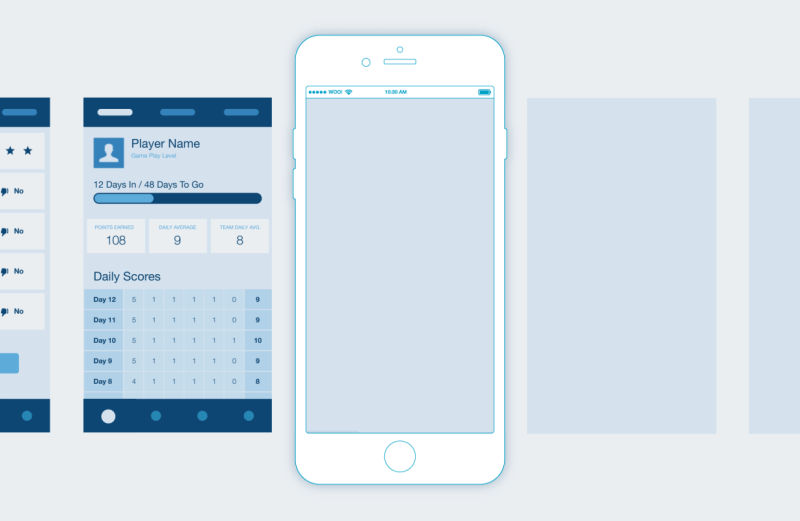 No
No
No
No
Player Name
Game Play Level
12 Days In / 48 Days To Go
POINTS EARNED DAILY AVERAGE TEAM DAILY AVG.
108 9 8
Daily Scores
Day 12 5 1 1 1 1 0 9
Day 11 5 1 1 1 1 0 9
Day 10 5 1 1 1 1 1 10
Day 9 5 1 1 1 1 0 9
Day 8 4 1 1 1 1 0 8
WOO! 10:30 AM